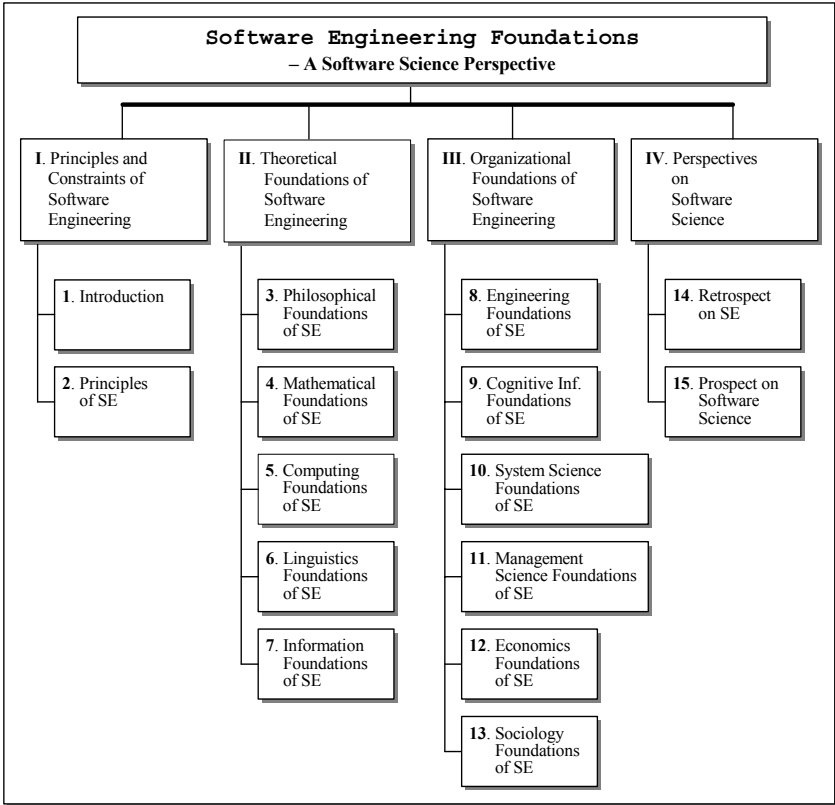 Software Engineering Foundations
– A Software Science Perspective
I. Principles and
Constraints of
Software
Engineering
1. Introduction
2. Principles
of SE
II. Theoretical
Foundations of
Software
Engineering
3. Philosophical
Foundations
of SE
4. Mathematical
Foundations
of SE
5. Computing
Foundations
of SE
6. Linguistics
Foundations
of SE
7. Information
Foundations
of SE
III. Organizational
Foundations of
Software
Engineering
8. Engineering
Foundations
of SE
9. Cognitive Inf.
Foundations
of SE
10. System Science
Foundations
of SE
11. Management
Science Foundations
of SE
12. Economics
Foundations
of SE
13. Sociology
Foundations
of SE
IV. Perspectives
on
Software
Science
14. Retrospect
on SE
15. Prospect on
Software
Science